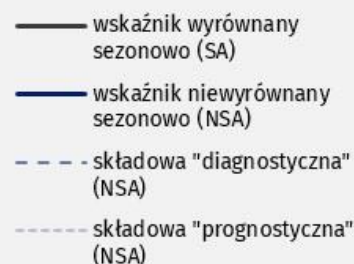 wskaźnik wyrównany
sezonowo (SA)
wskaźnik niewyrównany
sezonowo (NSA)
składowa "diagnostyczna"
(NSA)
składowa "prognostyczna"
(NSA)